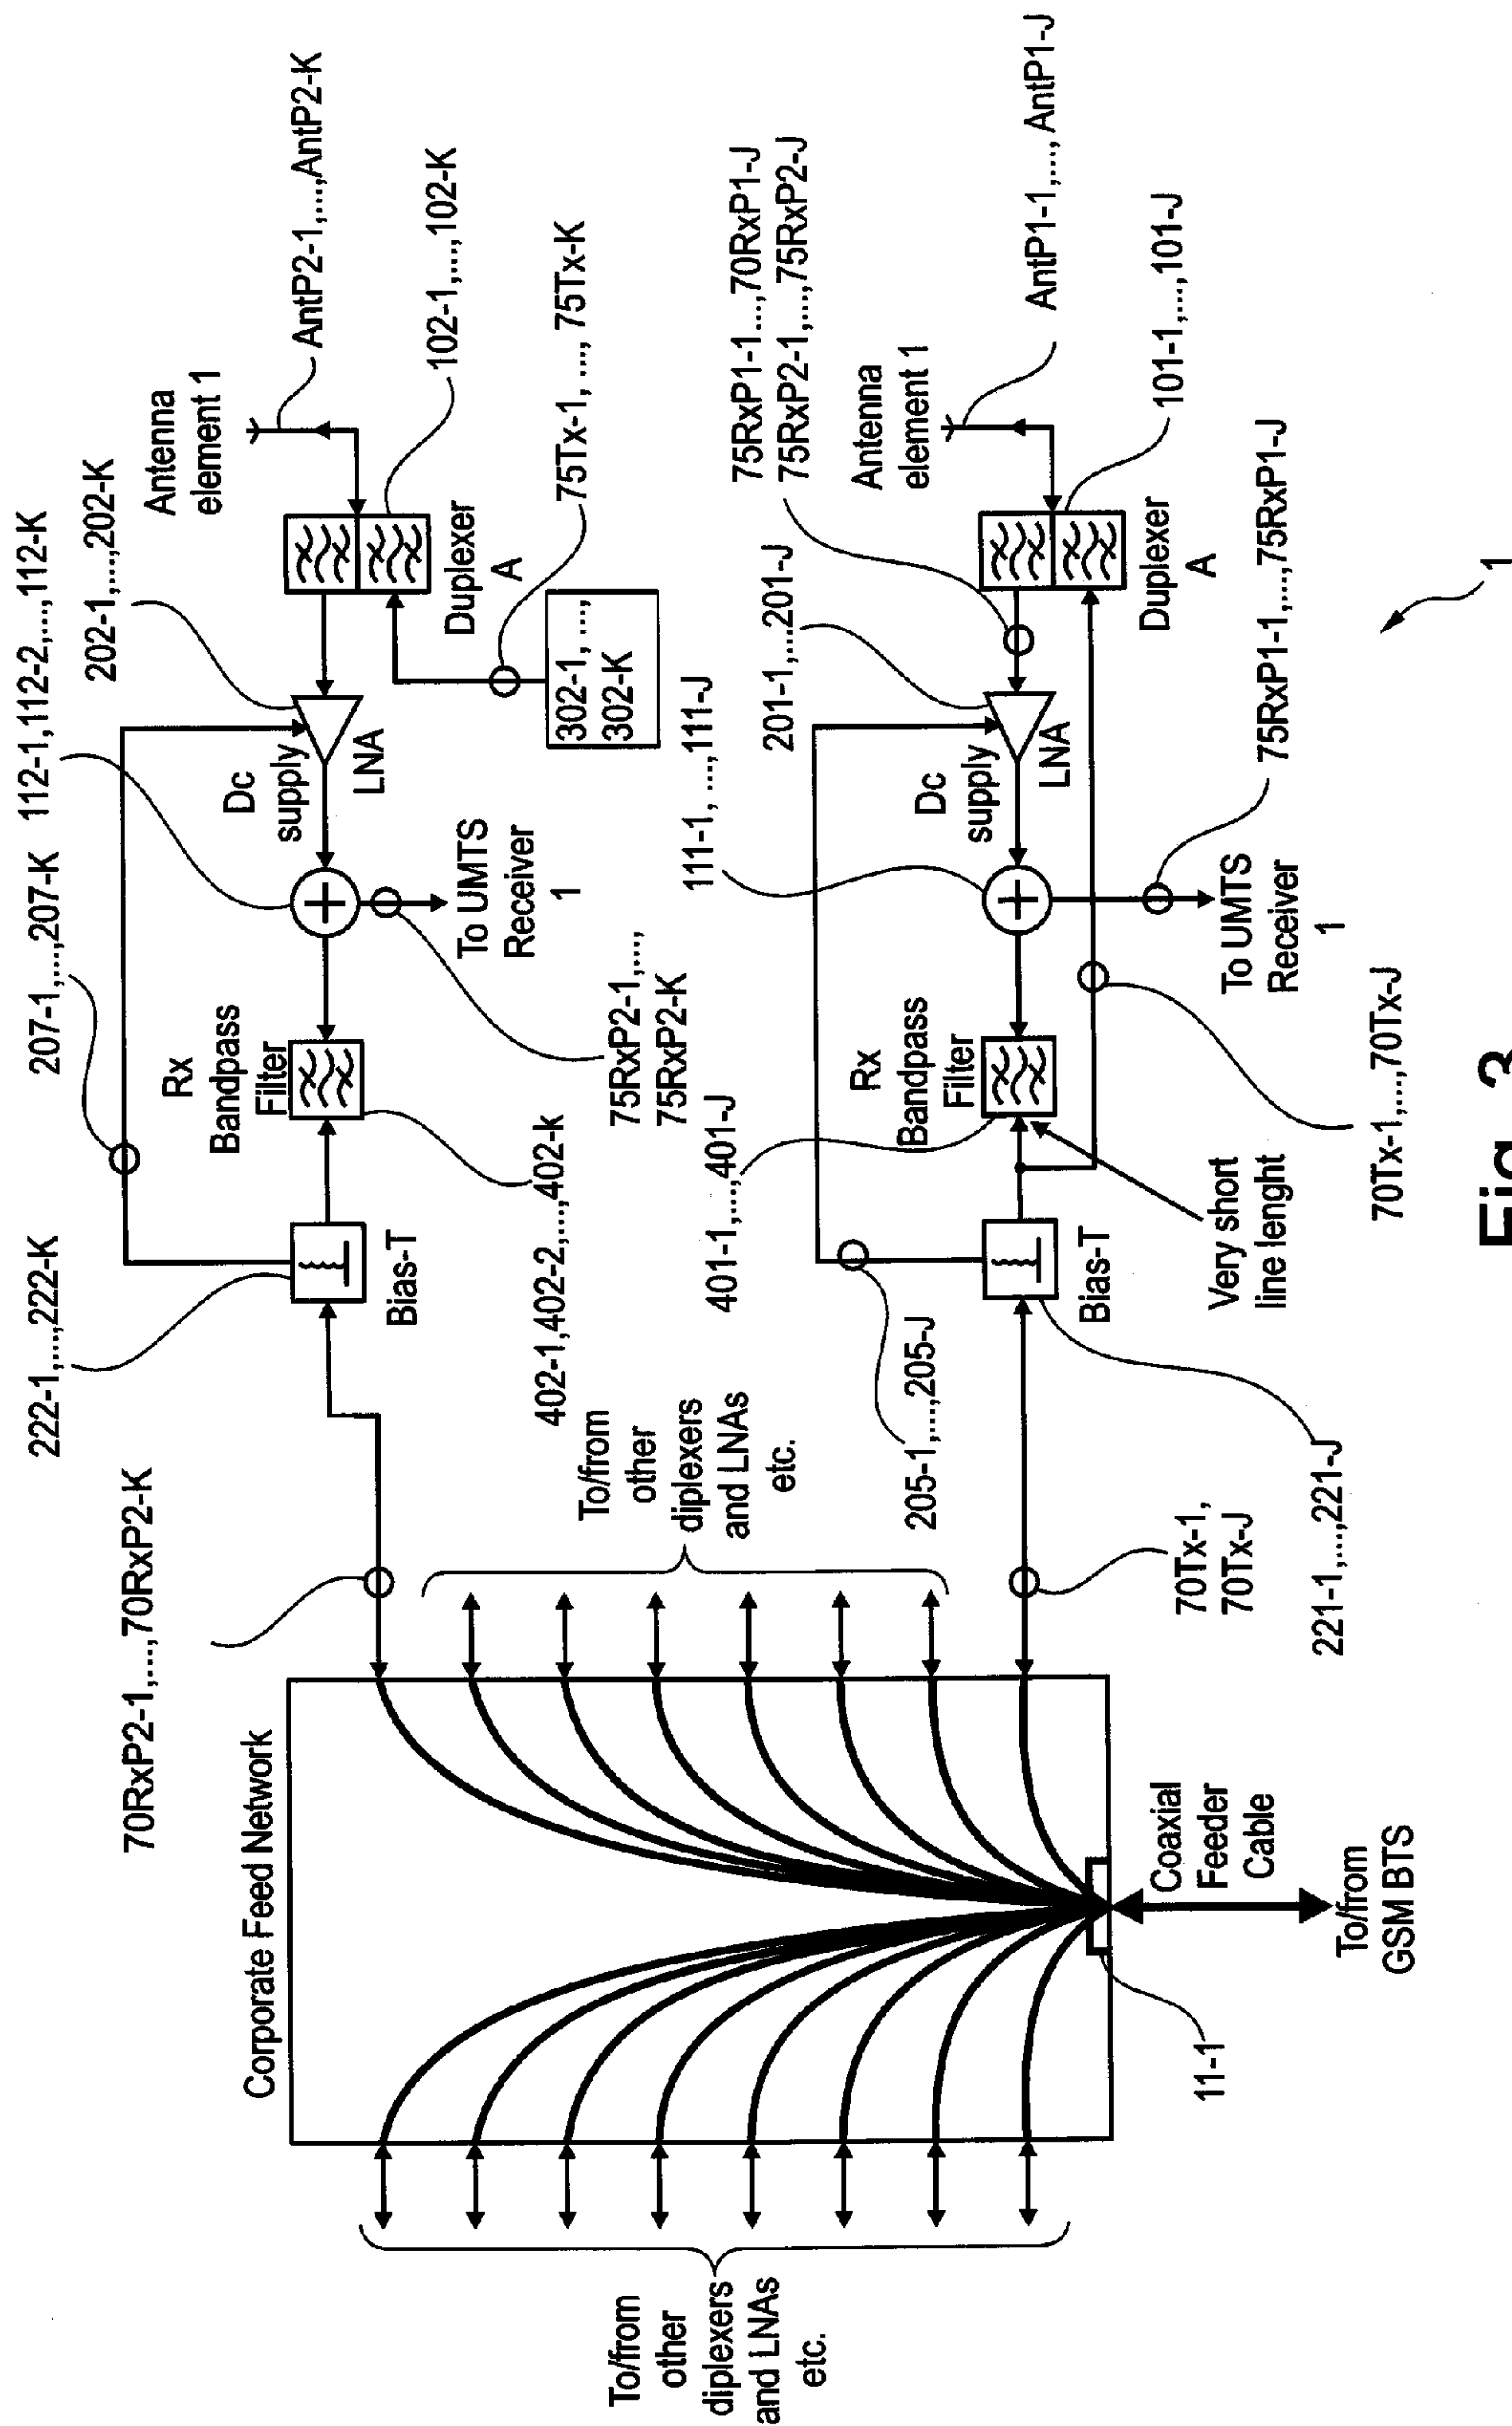 Corporate Feed Network
70RxP2-1,....,70RxP2-K
222-1,...,222-K
207-1,...,207-K
112-1,112-2,...,112-K
202-1,...,202-K
Antenna
element 1
AntP2-1,...,AntP2-K
102-1,...,102-K
75Tx-1, ..., 75Tx-K
Duplexer
A
302-1, ...,
302-K
Dc
supply
LNA
To UMTS
Receiver
1
Rx
Bandpass
Filter
75RxP2-1,...,
75RxP2-K
Bias-T
402-1,402-2,...,402-k
To/from
other
diplexers
and LNAs
etc.
To/from
other
diplexers
and LNAs
etc.
205-1,...,205-J
401-1,...,401-J
Rx
Bandpass
Filter
111-1, ...,111-J
201-1,...201-J
75RxP1-1...,70RxP1-J
75RxP2-1,...,75RxP2-J
Antenna
element 1
AntP1-1,..., AntP1-J
101-1,...,101-J
Duplexer
A
Dc
supply
LNA
75RxP1-1,...,75RxP1-J
To UMTS
Receiver
1
Bias-T
Very short
line lenght
70Tx-1,...,70Tx-J
70Tx-1,
70Tx-J
221-1,...,221-J
Coaxial
Feeder
Cable
To/from
GSM BTS
11-1
1
Fig. 3